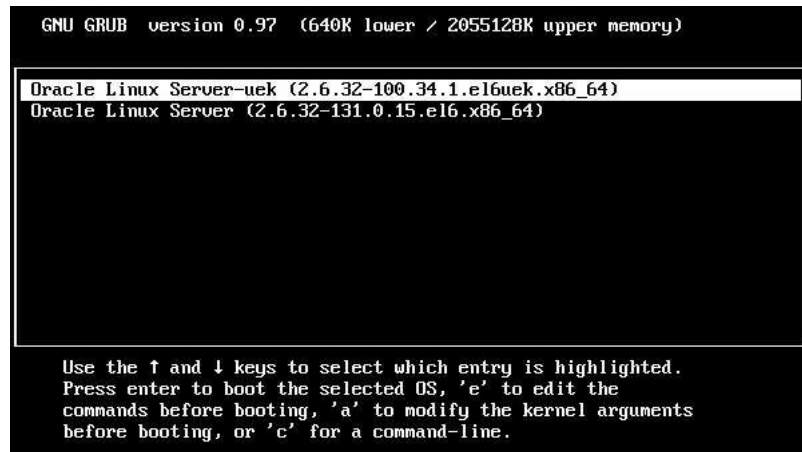 GNU GRUB  version 0.97  (640K lower / 2055128K upper memory)
Oracle Linux Server-uek (2.6.32-100.34.1.el6uek.x86_64)
Oracle Linux Server (2.6.32-131.0.15.el6.x86_64)
Use the ↑ and ↓ keys to select which entry is highlighted.
Press enter to boot the selected OS, 'e' to edit the
commands before booting, 'a' to modify the kernel arguments
before booting, or 'c' for a command-line.